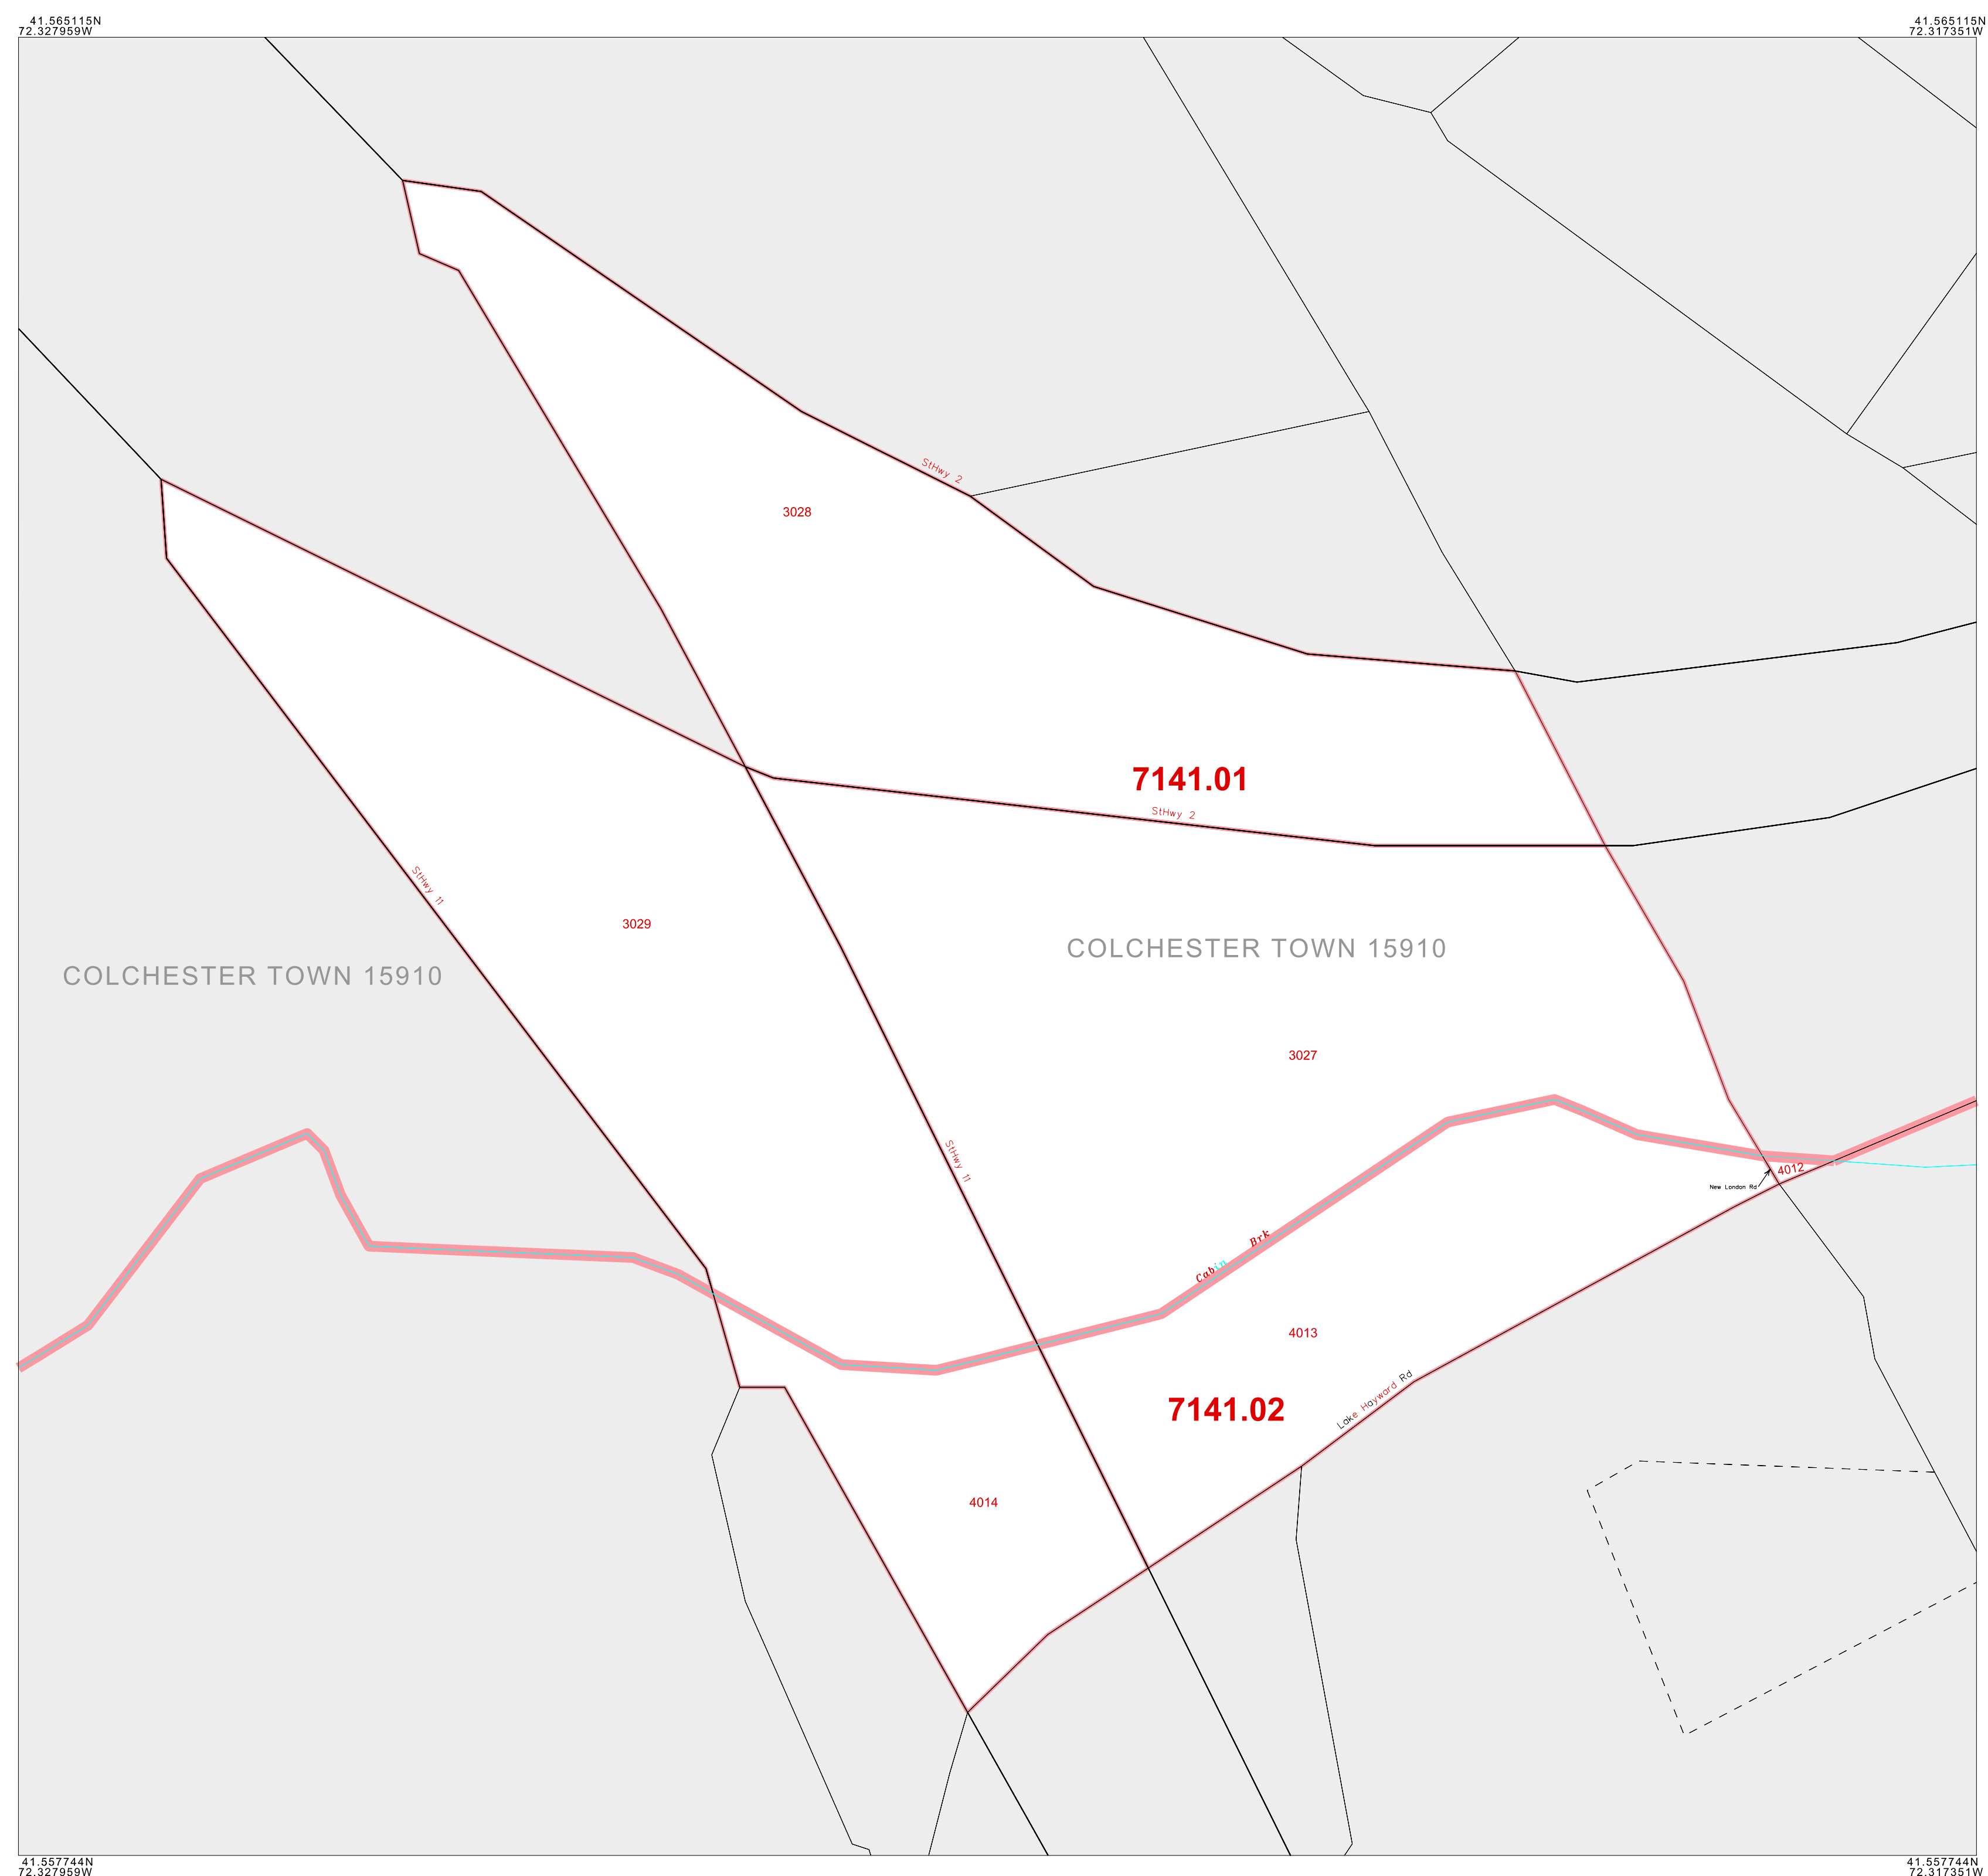 41.565115N
72.327959W
41.565115N
72.317351W
StHwy 2
3028
7141.01
StHwy 2
StHwy 11
3029
COLCHESTER TOWN 15910
COLCHESTER TOWN 15910
3027
StHwy 11
4012
New London Rd
Cabin Brk
4013
Lake Hayward Rd
7141.02
4014
41.557744N
72.327959W
41.557744N
72.317351W